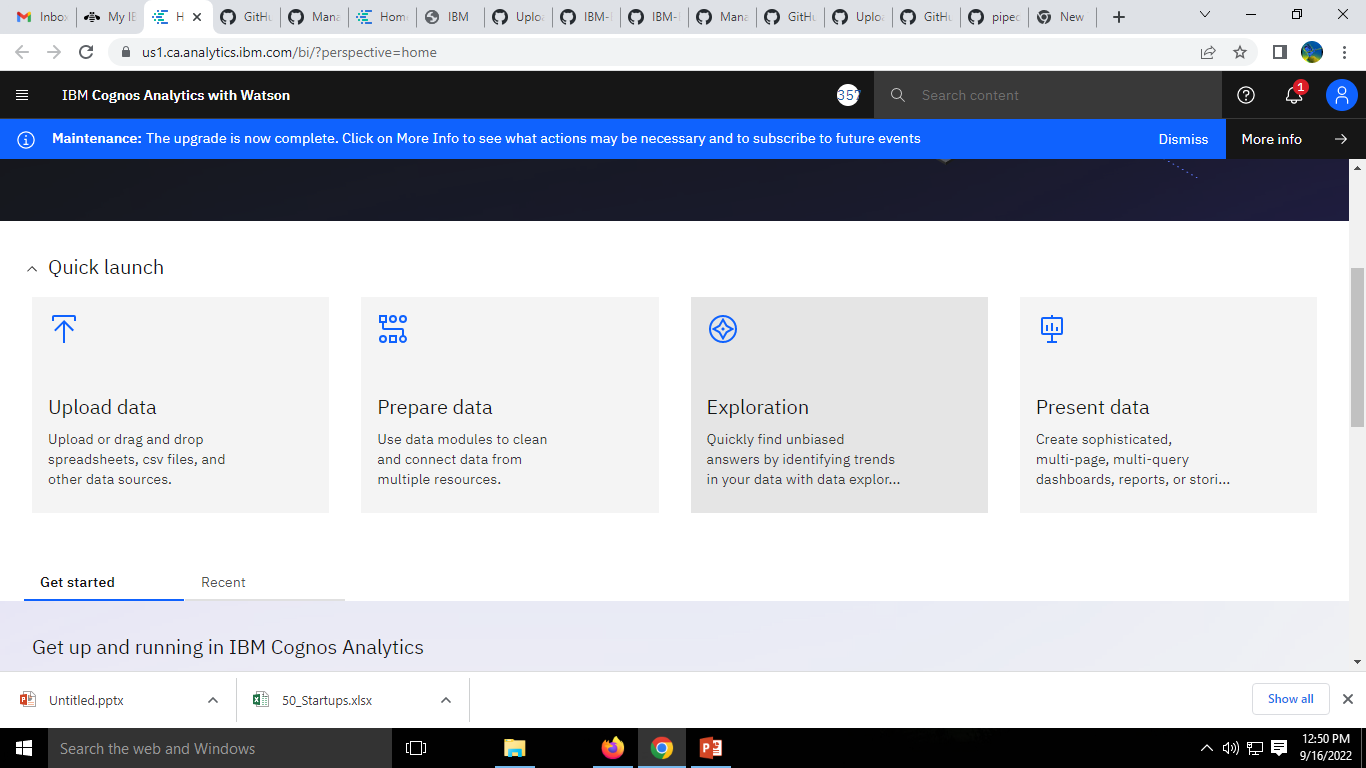 Inbox
My IB
H
GitHu
Mana
Home
IBM
Uploa
IBM-
IBM-
Mana
GitHu
Uploa
GitHu
pipec
New
us1.ca.analytics.ibm.com/bi/?perspective=home
IBM Cognos Analytics with Watson
357
Search content
1
Maintenance: The upgrade is now complete. Click on More Info to see what actions may be necessary and to subscribe to future events
Dismiss
More info
Quick launch
Upload data
Upload or drag and drop
spreadsheets, csv files, and
other data sources.
Prepare data
Use data modules to clean
and connect data from
multiple resources.
Exploration
Quickly find unbiased
answers by identifying trends
in your data with data explor...
Present data
Create sophisticated,
multi-page, multi-query
dashboards, reports, or stori...
Get started
Recent
Get up and running in IBM Cognos Analytics
Untitled.pptx
50_Startups.xlsx
Show all
Search the web and Windows
12:50 PM
9/16/2022